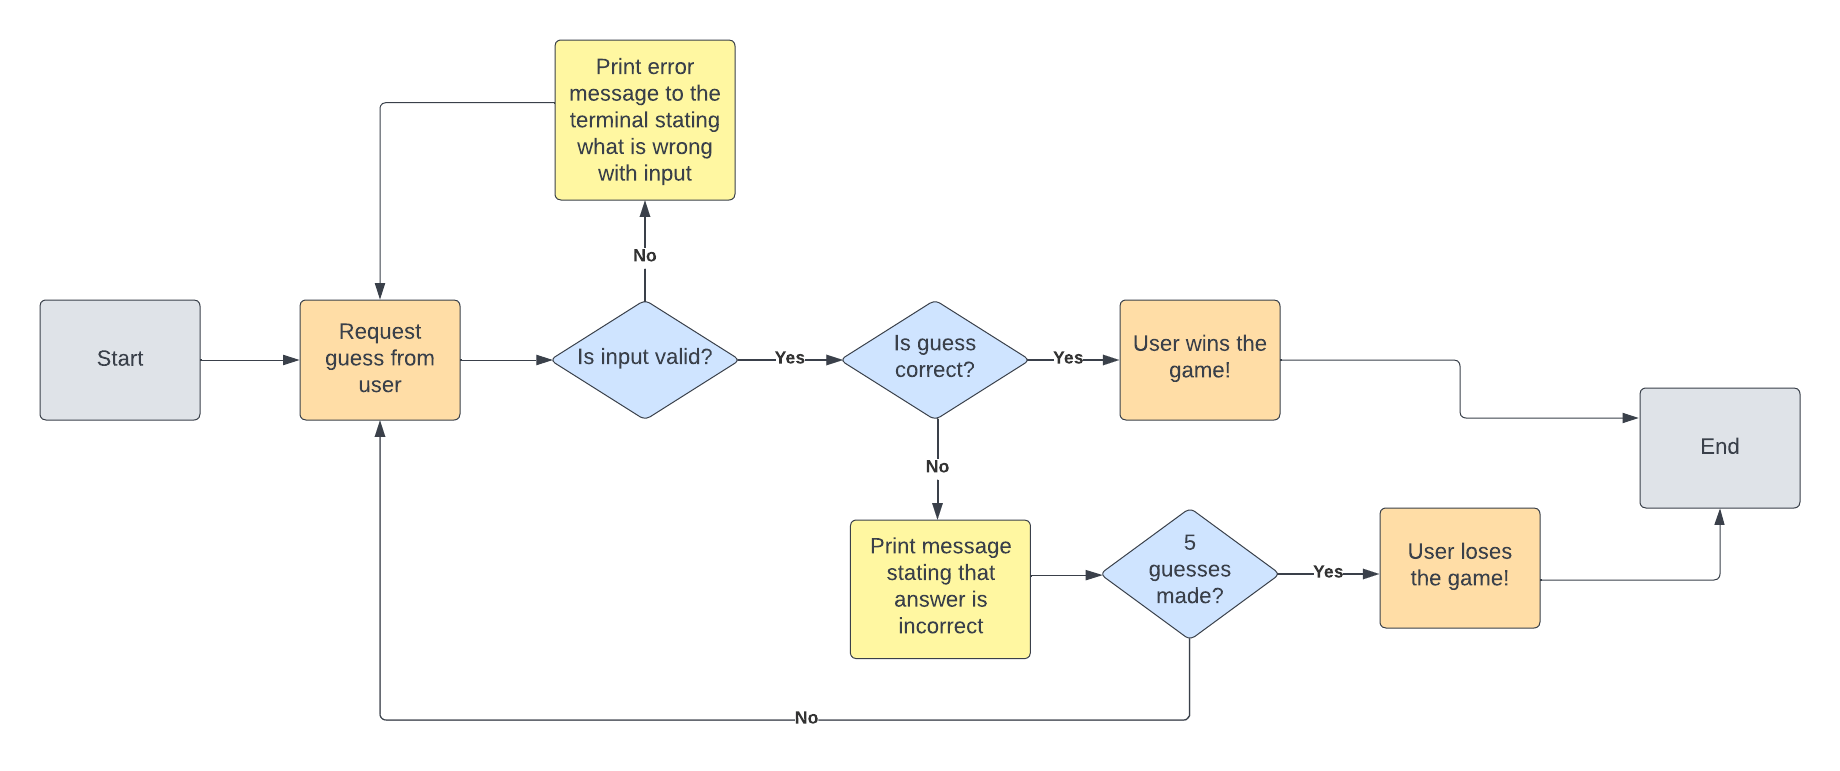 Print error
message to the
terminal stating
what is wrong
with input
No
Start
Request
guess from
user
Is input valid?
Yes
Is guess
correct?
Yes
User wins the
game!
End
No
Print message
stating that
answer is
incorrect
5
guesses
made?
Yes
User loses
the game!
No